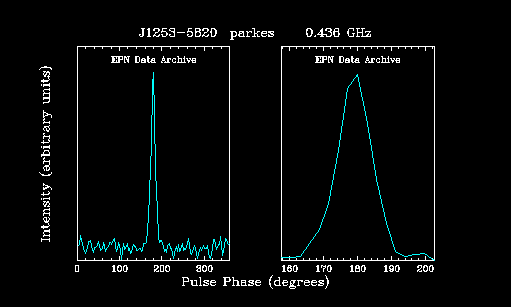 J1253-5820 parkes 0.436 GHz
EPN Data Archive EPN Data Archive
Intensity (arbitrary units)
0 100 200 300 160 170 180 190 200
Pulse Phase (degrees)